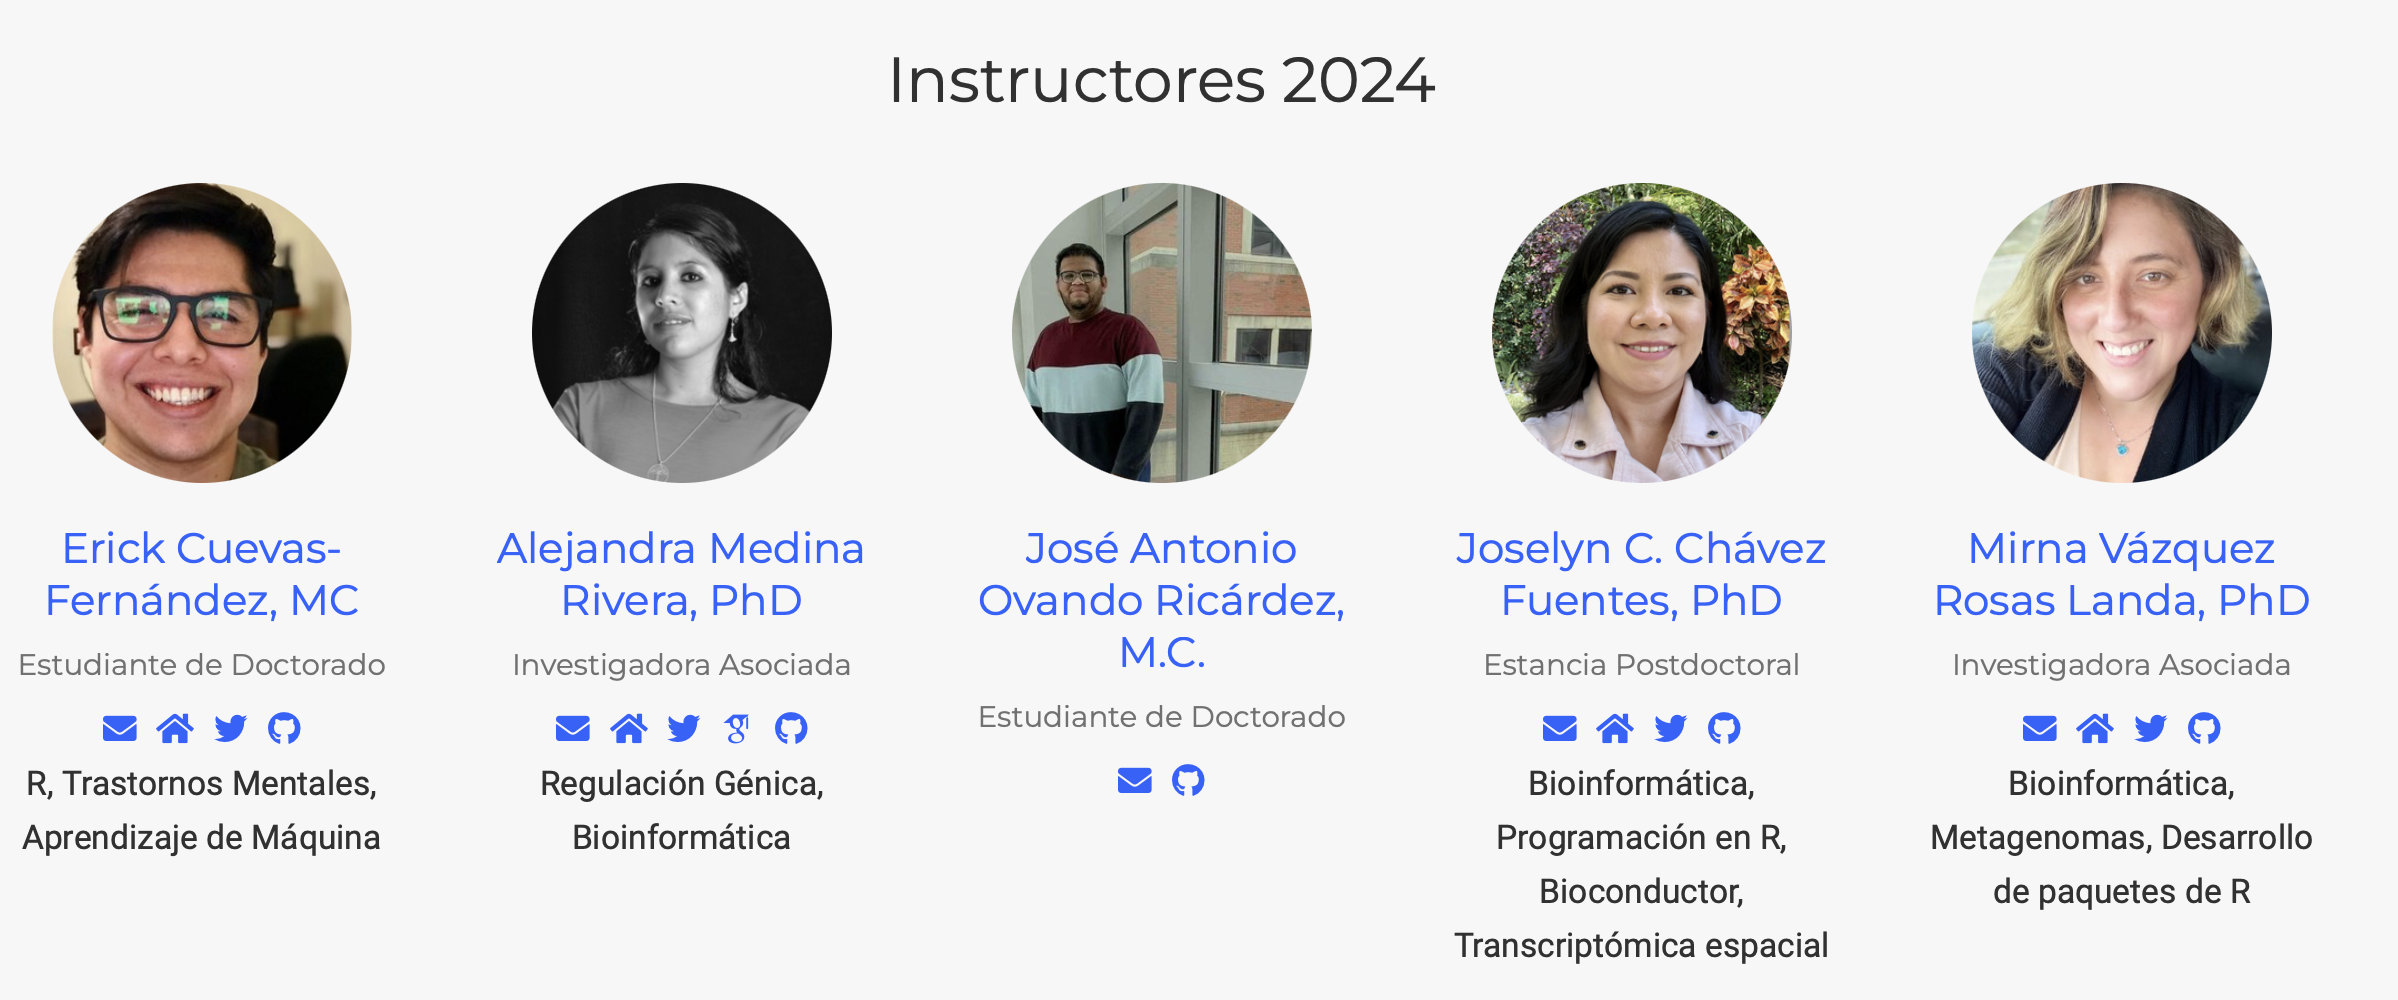 Instructores 2024
Erick Cuevas-
Fernández, MC
Estudiante de Doctorado
R, Trastornos Mentales,
Aprendizaje de Máquina
Alejandra Medina
Rivera, PhD
Investigadora Asociada
Regulación Génica,
Bioinformática
José Antonio
Ovando Ricárdez,
M.C.
Estudiante de Doctorado
Joselyn C. Chávez
Fuentes, PhD
Estancia Postdoctoral
Bioinformática,
Programación en R,
Bioconductor,
Transcriptómica espacial
Mirna Vázquez
Rosas Landa, PhD
Investigadora Asociada
Bioinformática,
Metagenomas, Desarrollo
de paquetes de R